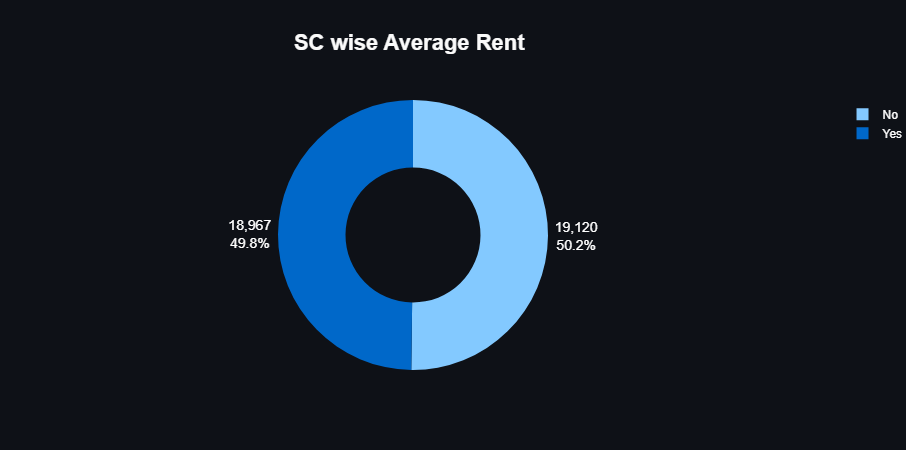 SC wise Average Rent
No
Yes
18,967
49.8%
19,120
50.2%